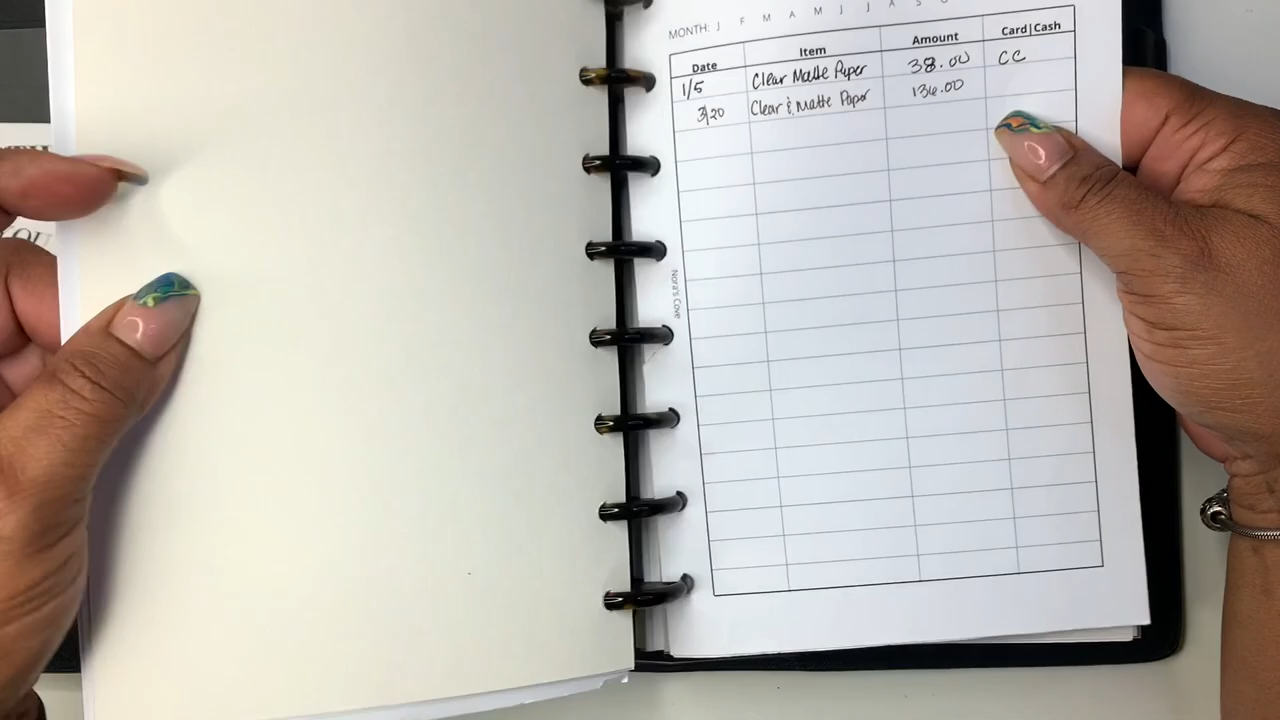 MONTH: J F M A M J J A S O
Date Item Amount Card|Cash
1/5 Clear Matte Paper 38.00 CC
3/20 Clear & Matte Paper 136.00
Nora's Cove